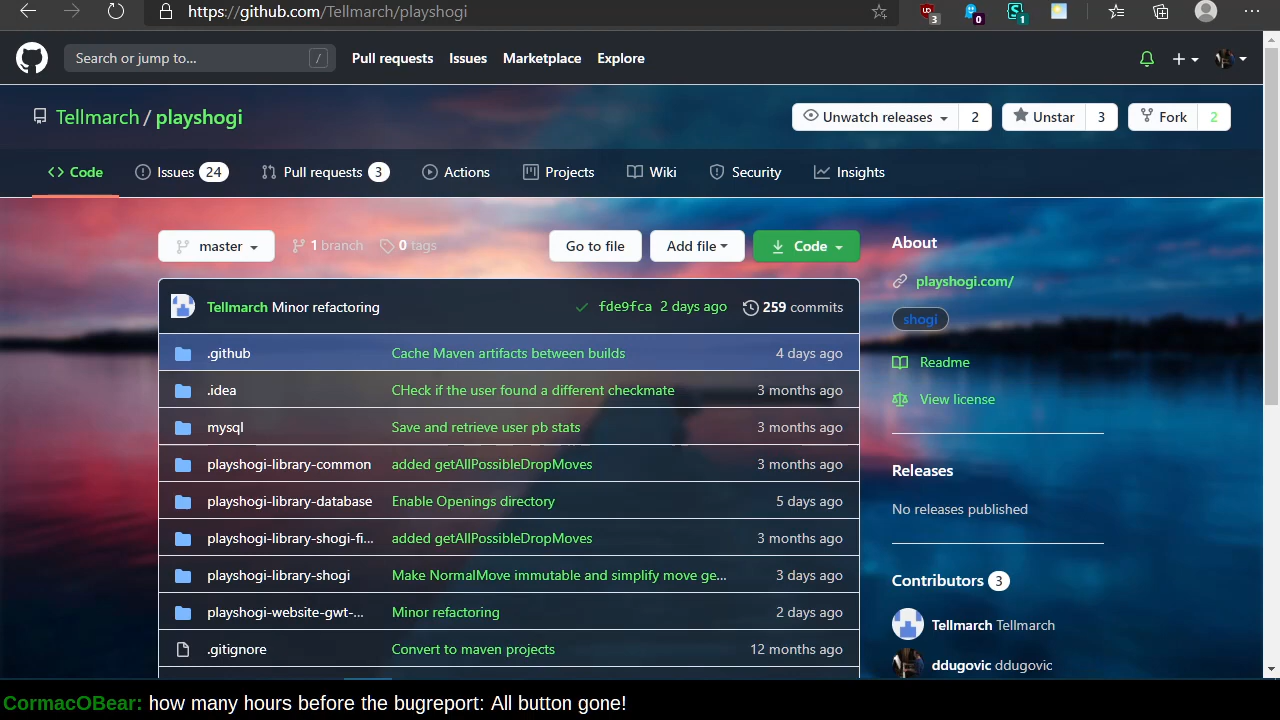 https://github.com/Tellmarch/playshogi
3 0 1
Search or jump to... / Pull requests Issues Marketplace Explore
Tellmarch / playshogi Unwatch releases 2 Unstar 3 Fork 2
Code Issues 24 Pull requests 3 Actions Projects Wiki Security Insights
master 1 branch 0 tags Go to file Add file Code
Tellmarch Minor refactoring fde9fca 2 days ago 259 commits
.github Cache Maven artifacts between builds 4 days ago
.idea CHeck if the user found a different checkmate 3 months ago
mysql Save and retrieve user pb stats 3 months ago
playshogi-library-common added getAllPossibleDropMoves 3 months ago
playshogi-library-database Enable Openings directory 5 days ago
playshogi-library-shogi-fi... added getAllPossibleDropMoves 3 months ago
playshogi-library-shogi Make NormalMove immutable and simplify move ge... 3 days ago
playshogi-website-gwt-... Minor refactoring 2 days ago
.gitignore Convert to maven projects 12 months ago
About
playshogi.com/
shogi
Readme
View license
Releases
No releases published
Contributors 3
Tellmarch Tellmarch
ddugovic ddugovic
CormacOBear: how many hours before the bugreport: All button gone!